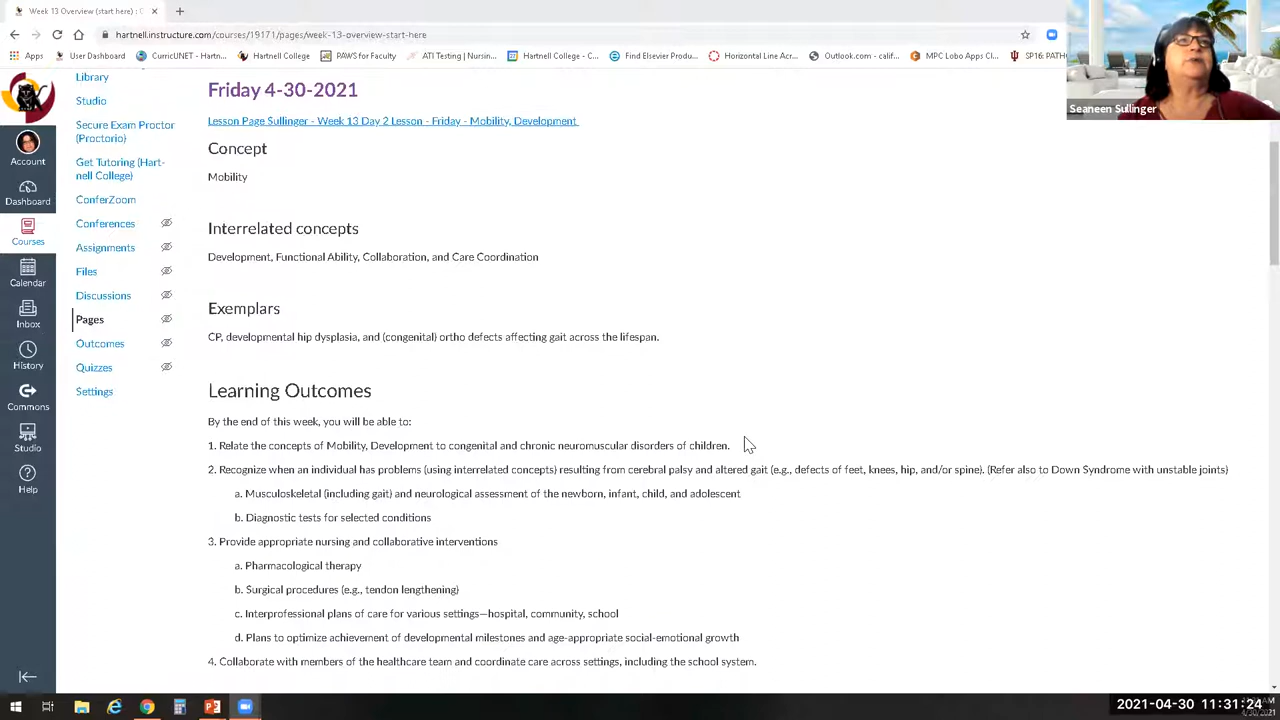 Week 13 Overview (start here) : (
hartnell.instructure.com/courses/19171/pages/week-13-overview-start-here
Apps
User Dashboard
CurricUNET - Hartn...
Hartnell College
PAWS for Faculty
ATI Testing | Nursin...
Hartnell College - C...
Find Elsevier Produ...
Horizontal Line Acr...
Outlook.com - calif...
MPC Lobo Apps Cl...
SP16: PATH
Seaneen Sullinger
Account
Dashboard
Courses
Calendar
Inbox
History
Commons
Studio
Help
Library
Studio
Secure Exam Proctor
(Proctorio)
Get Tutoring (Hart-
nell College)
ConferZoom
Conferences
Assignments
Files
Discussions
Pages
Outcomes
Quizzes
Settings
Friday 4-30-2021
Lesson Page Sullinger - Week 13 Day 2 Lesson - Friday - Mobility, Development
Concept
Mobility
Interrelated concepts
Development, Functional Ability, Collaboration, and Care Coordination
Exemplars
CP, developmental hip dysplasia, and (congenital) ortho defects affecting gait across the lifespan.
Learning Outcomes
By the end of this week, you will be able to:
1. Relate the concepts of Mobility, Development to congenital and chronic neuromuscular disorders of children.
2. Recognize when an individual has problems (using interrelated concepts) resulting from cerebral palsy and altered gait (e.g., defects of feet, knees, hip, and/or spine). (Refer also to Down Syndrome with unstable joints)
a. Musculoskeletal (including gait) and neurological assessment of the newborn, infant, child, and adolescent
b. Diagnostic tests for selected conditions
3. Provide appropriate nursing and collaborative interventions
a. Pharmacological therapy
b. Surgical procedures (e.g., tendon lengthening)
c. Interprofessional plans of care for various settings—hospital, community, school
d. Plans to optimize achievement of developmental milestones and age-appropriate social-emotional growth
4. Collaborate with members of the healthcare team and coordinate care across settings, including the school system.
2021-04-30 11:31:24